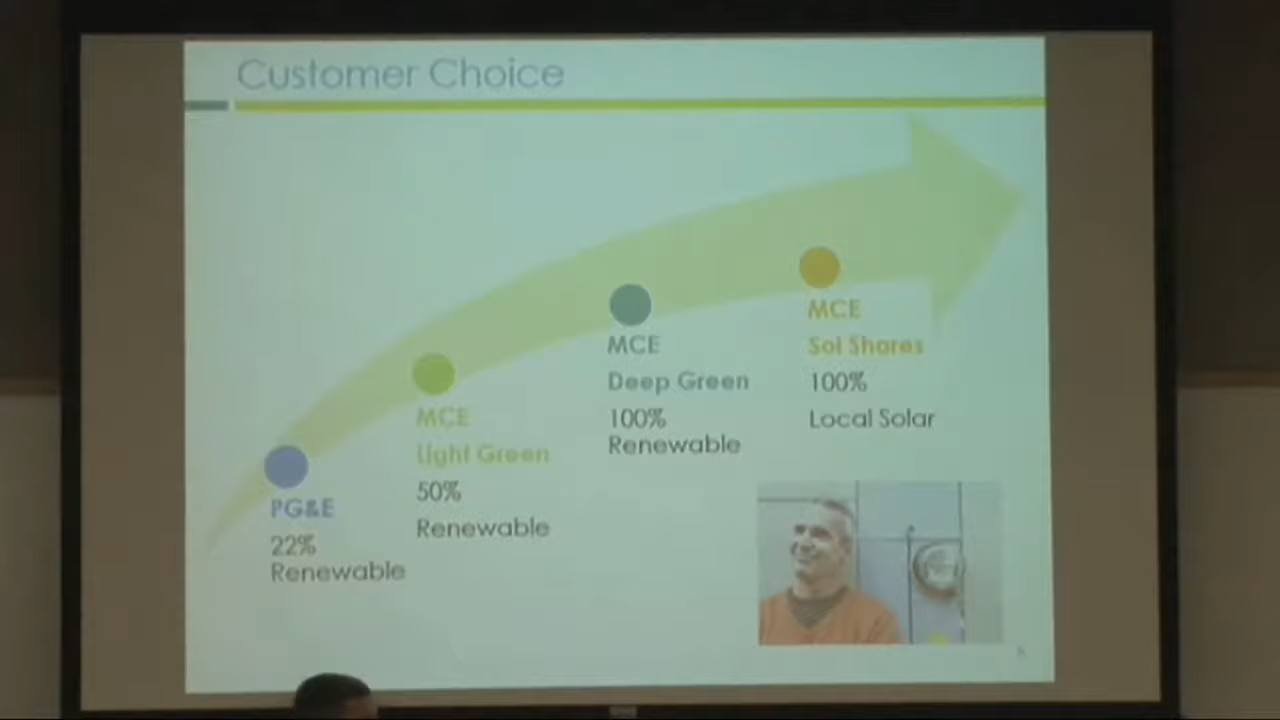 Customer Choice
PG&E
22%
Renewable
MCE
Light Green
50%
Renewable
MCE
Deep Green
100%
Renewable
MCE
Sol Shares
100%
Local Solar